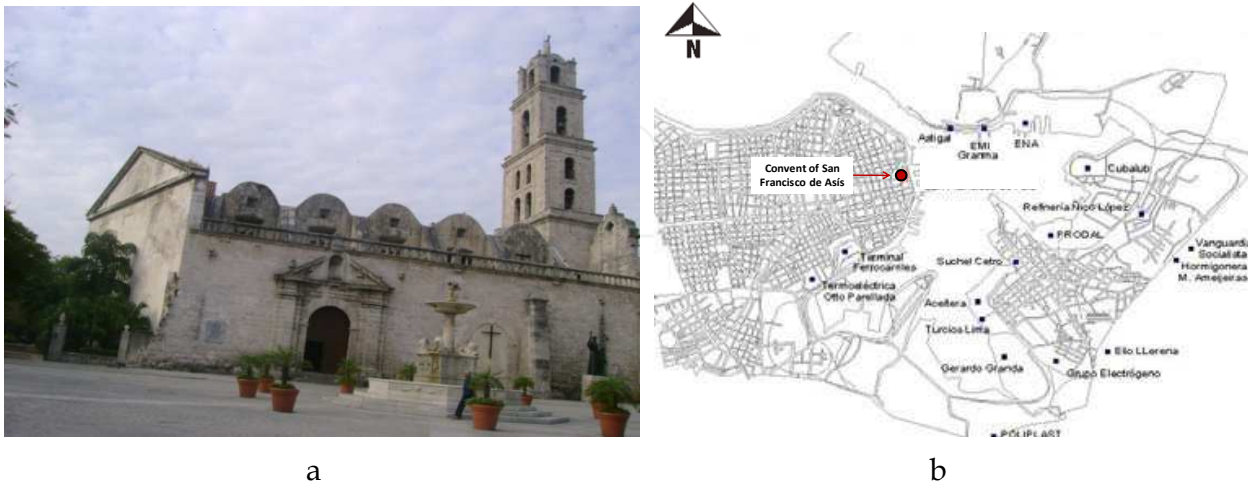 N
Astigal
EMI
Granma
ENA
Convent of San
Francisco de Asís
Cubalub
Refinería Ñico López
PRODAL
Vanguardia
Socialista
Hormigonera
M. Ameijeiras
Suchel Cetro
Terminal
Ferrocarriles
Termoeléctrica
Otto Parellada
Aceitera
Turcios Lima
Elio LLerena
Gerardo Granda
Grupo Electrógeno
POLIPLAST
a
b